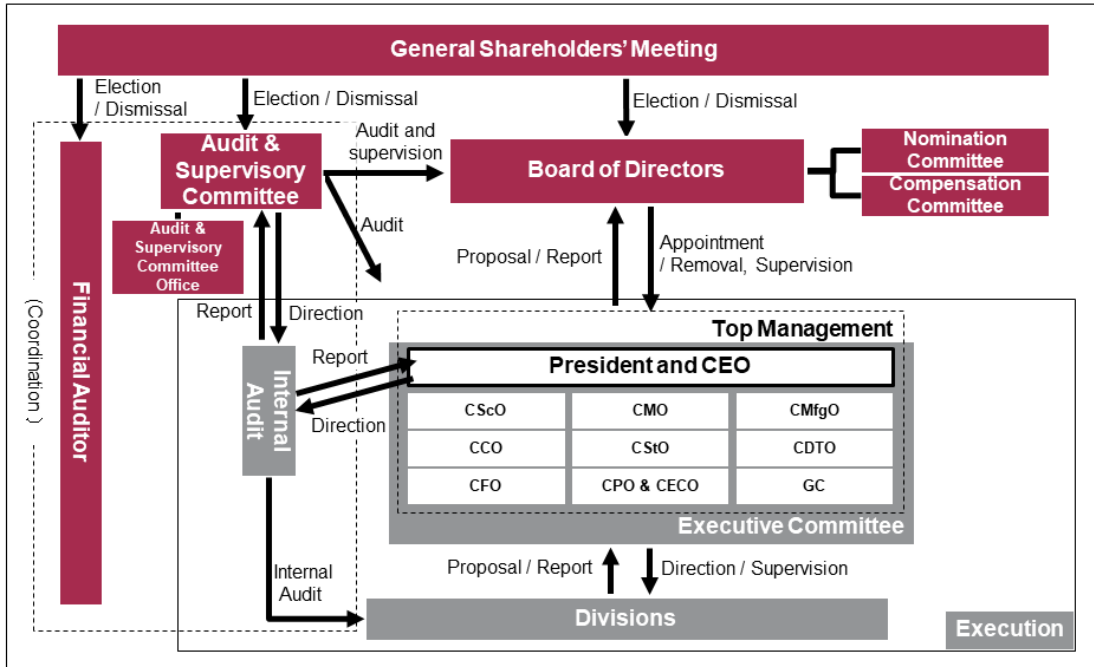 General Shareholders' Meeting
Election
/ Dismissal
Election / Dismissal
Election / Dismissal
Audit &
Supervisory
Committee
Audit and
supervision
Board of Directors
Nomination
Committee
Compensation
Committee
Audit &
Supervisory
Committee
Office
Audit
Proposal / Report
Appointment
/ Removal, Supervision
(Coordination )
Financial Auditor
Report
Direction
Internal
Audit
Report
Direction
Top Management
President and CEO
CScO
CMO
CMfgO
CCO
CStO
CDTO
CFO
CPO & CECO
GC
Executive Committee
Internal
Audit
Proposal / Report
Direction / Supervision
Divisions
Execution